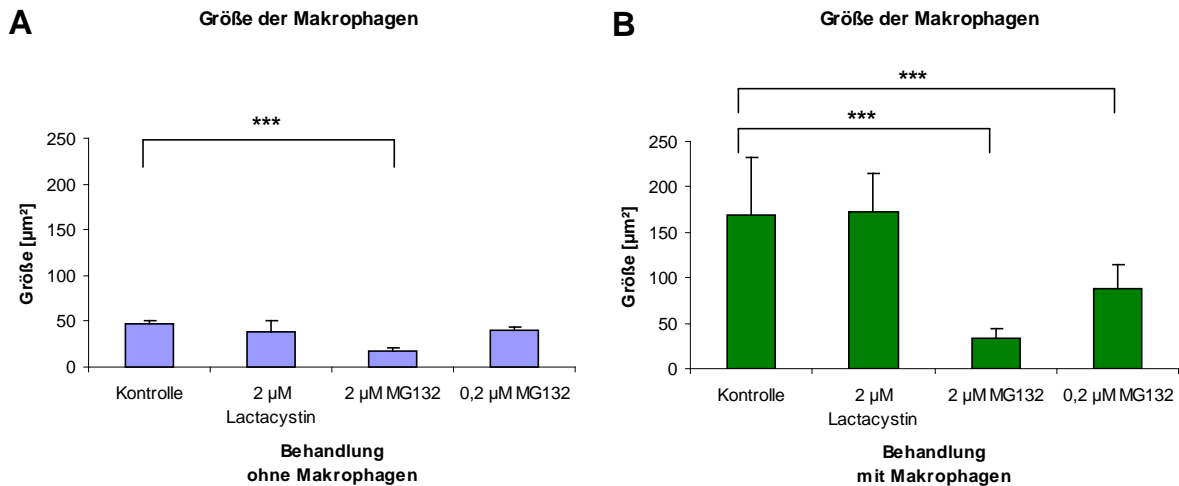 A
Größe der Makrophagen
***
250
200
150
100
50
0
Größe [µm²]
Kontrolle
2 µM
Lactacystin
2 µM MG132
0,2 µM MG132
Behandlung
ohne Makrophagen
B
Größe der Makrophagen
***
***
250
200
150
100
50
0
Größe [µm²]
Kontrolle
2 µM
Lactacystin
2 µM MG132
0,2 µM MG132
Behandlung
mit Makrophagen